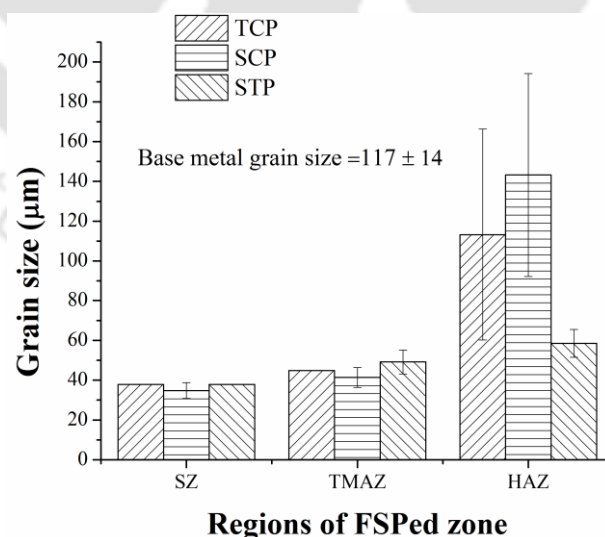 TCP
SCP
STP
Base metal grain size =117 ± 14
Grain size (μm)
200
180
160
140
120
100
80
60
40
20
0
SZ
TMAZ
HAZ
Regions of FSPed zone